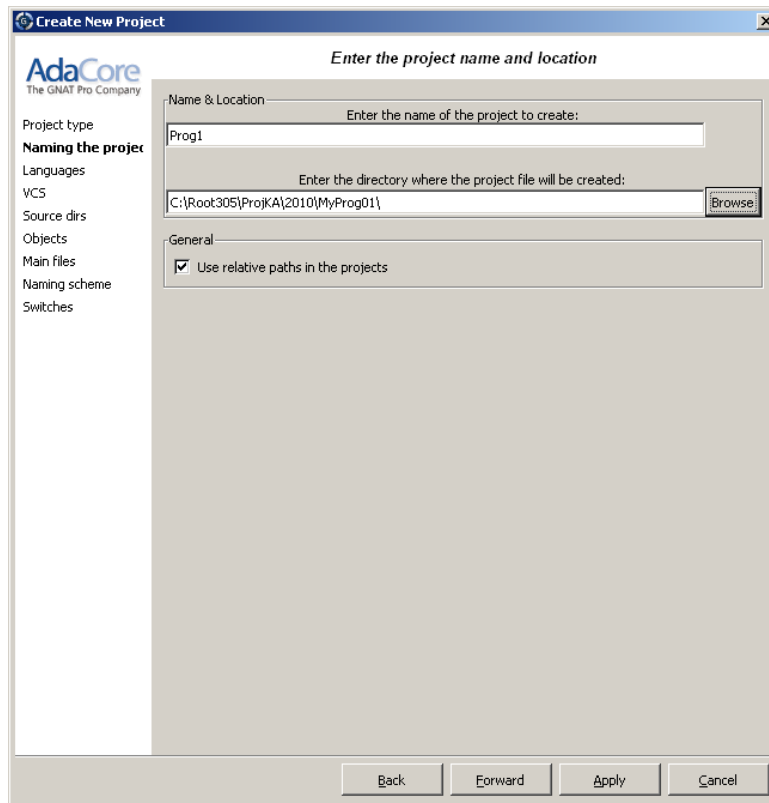 Create New Project
AdaCore
The GNAT Pro Company
Project type
Naming the projec
Languages
VCS
Source dirs
Objects
Main files
Naming scheme
Switches
Enter the project name and location
Name & Location
Enter the name of the project to create:
Prog1
Enter the directory where the project file will be created:
C:\Root305\ProjKA\2010\MyProg01\
Browse
General
Use relative paths in the projects
Back
Forward
Apply
Cancel